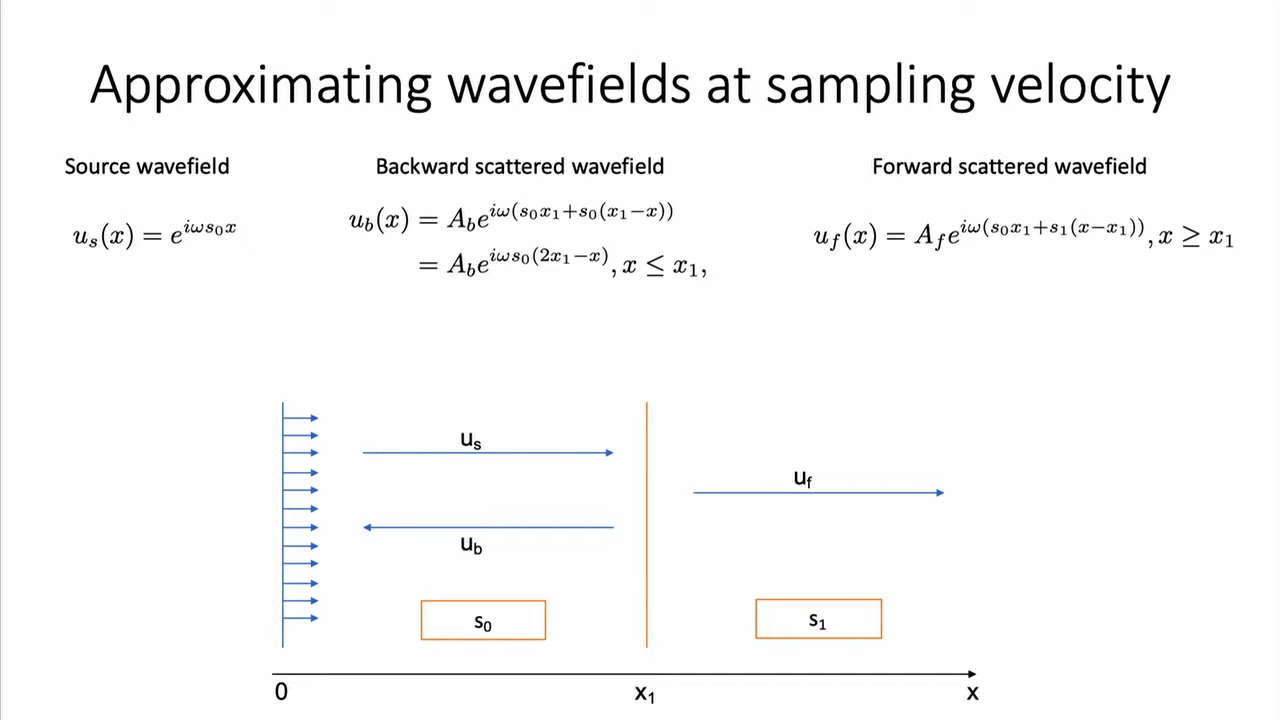 Approximating wavefields at sampling velocity
Source wavefield
u_s(x) = e^{iωs_0x}
Backward scattered wavefield
u_b(x) = A_b e^{iω(s_0x_1+s_0(x_1−x))}
= A_b e^{iωs_0(2x_1−x)}, x ≤ x_1,
Forward scattered wavefield
u_f(x) = A_f e^{iω(s_0x_1+s_1(x−x_1))}, x ≥ x_1
u_s
u_f
u_b
s_0
s_1
0
x_1
x